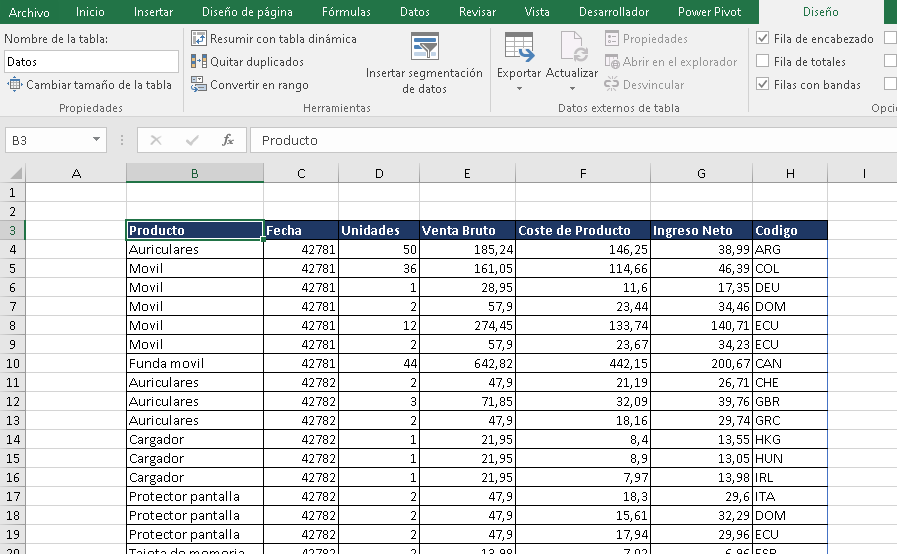 Archivo Inicio Insertar Diseño de página Fórmulas Datos Revisar Vista Desarrollador Power Pivot Diseño
Nombre de la tabla:
Datos
Cambiar tamaño de la tabla
Propiedades
Resumir con tabla dinámica
Quitar duplicados
Convertir en rango
Insertar segmentación
de datos
Herramientas
Exportar Actualizar
Propiedades
Abrir en el explorador
Desvincular
Datos externos de tabla
Fila de encabezado
Fila de totales
Filas con bandas
B3 fx Producto
A B C D E F G H I
1
2
3 Producto Fecha Unidades Venta Bruto Coste de Producto Ingreso Neto Codigo
4 Auriculares 42781 50 185,24 146,25 38,99 ARG
5 Movil 42781 36 161,05 114,66 46,39 COL
6 Movil 42781 1 28,95 11,6 17,35 DEU
7 Movil 42781 2 57,9 23,44 34,46 DOM
8 Movil 42781 12 274,45 133,74 140,71 ECU
9 Movil 42781 2 57,9 23,67 34,23 ECU
10 Funda movil 42781 44 642,82 442,15 200,67 CAN
11 Auriculares 42782 2 47,9 21,19 26,71 CHE
12 Auriculares 42782 3 71,85 32,09 39,76 GBR
13 Auriculares 42782 2 47,9 18,16 29,74 GRC
14 Cargador 42782 1 21,95 8,4 13,55 HKG
15 Cargador 42782 1 21,95 8,9 13,05 HUN
16 Cargador 42782 1 21,95 7,97 13,98 IRL
17 Protector pantalla 42782 2 47,9 18,3 29,6 ITA
18 Protector pantalla 42782 2 47,9 15,61 32,29 DOM
19 Protector pantalla 42782 2 47,9 17,94 29,96 ECU
20 de memoria 42782 2 13,98 7,02 6,96 ESP